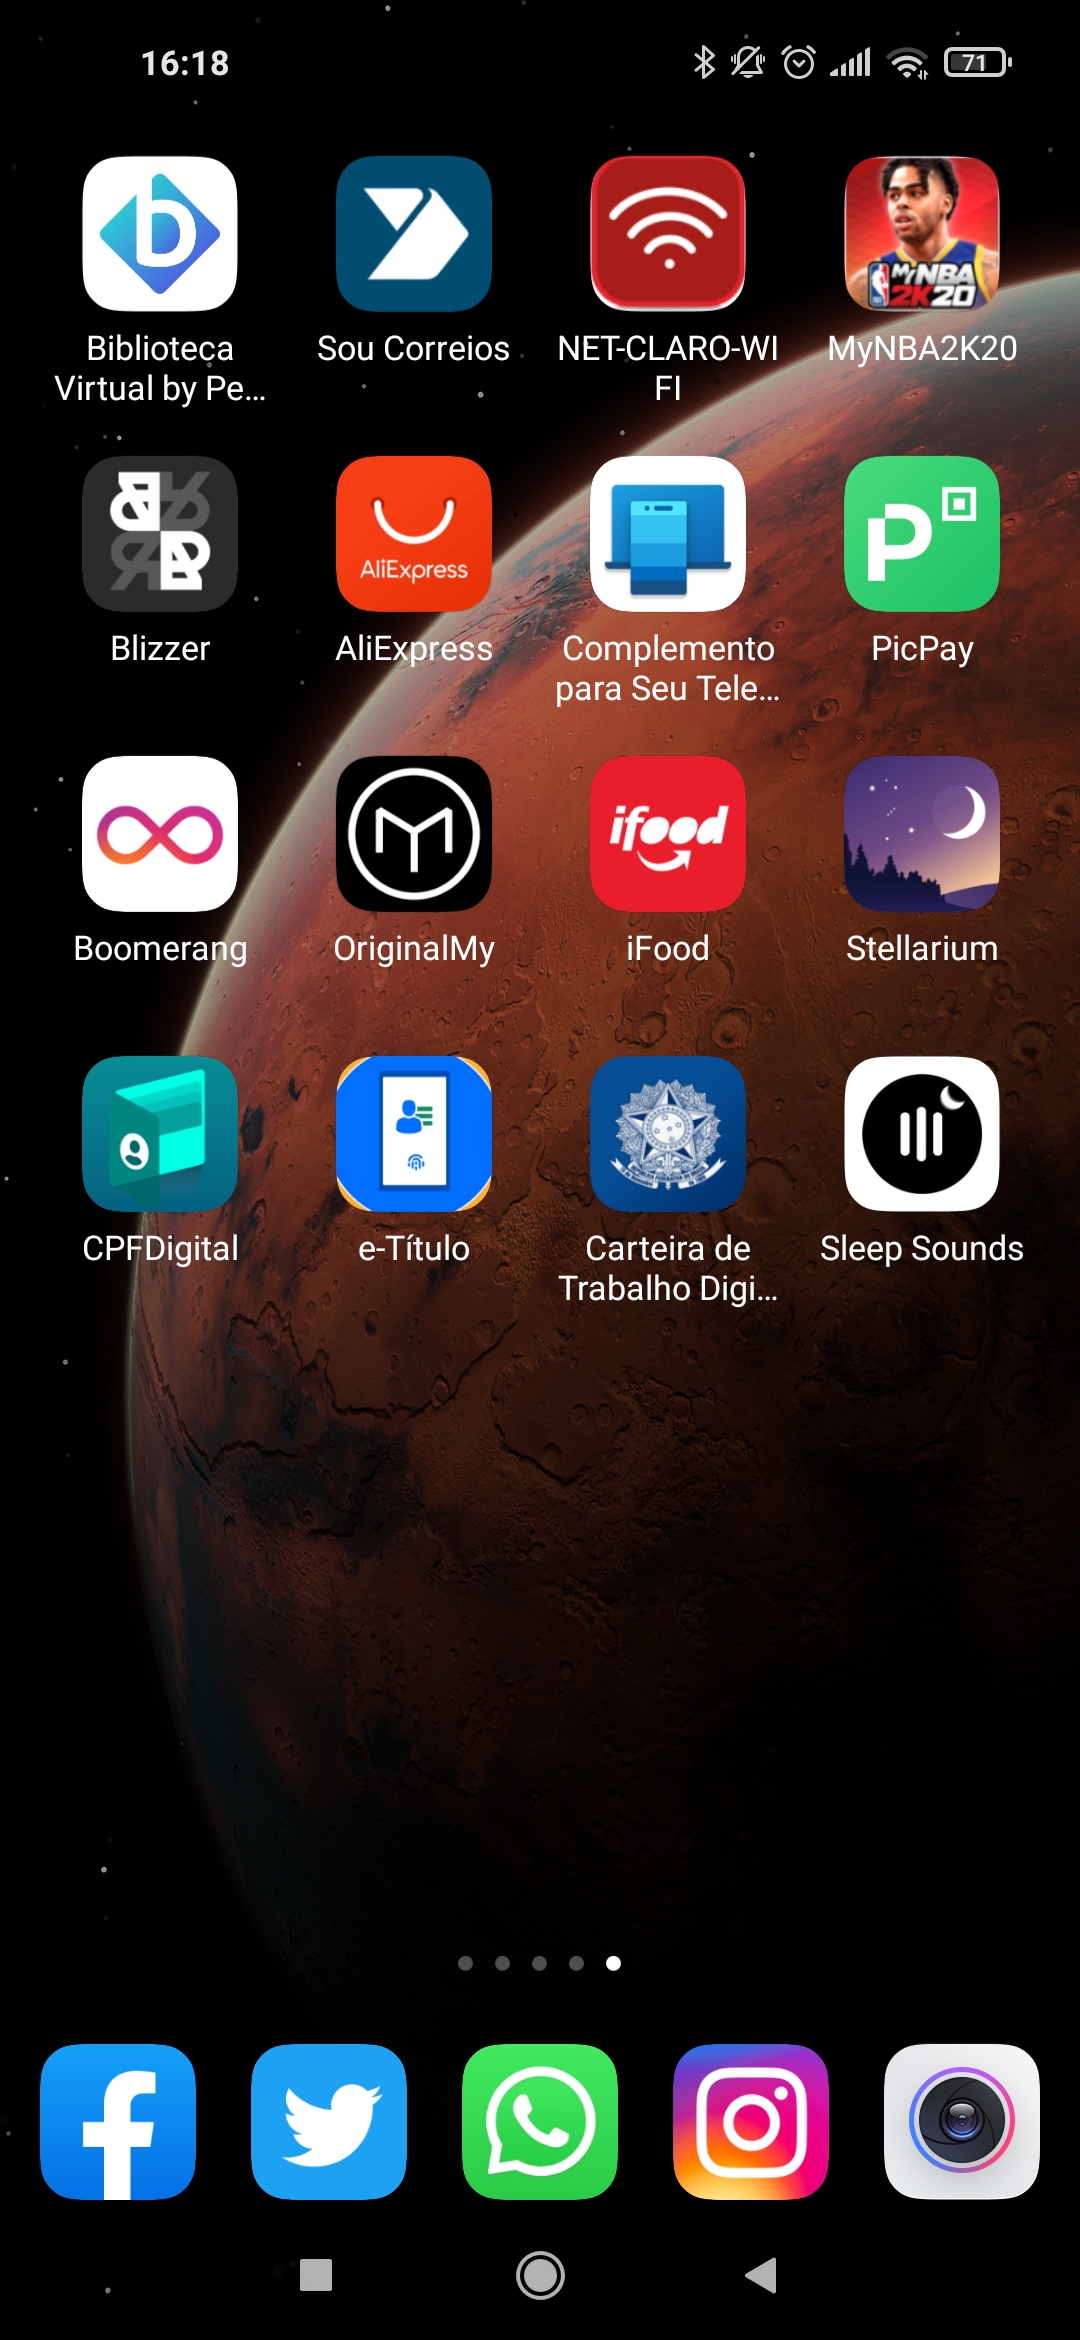 16:18
71
MyNBA
2K20
Biblioteca
Virtual by Pe...
Sou Correios
NET-CLARO-WI
FI
MyNBA2K20
AliExpress
Blizzer
AliExpress
Complemento
para Seu Tele...
PicPay
ifood
Boomerang
OriginalMy
iFood
Stellarium
CPFDigital
e-Título
Carteira de
Trabalho Digi...
Sleep Sounds